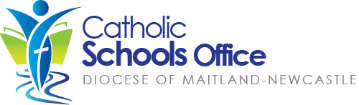 Catholic
Schools Office
DIOCESE OF MAITLAND-NEWCASTLE